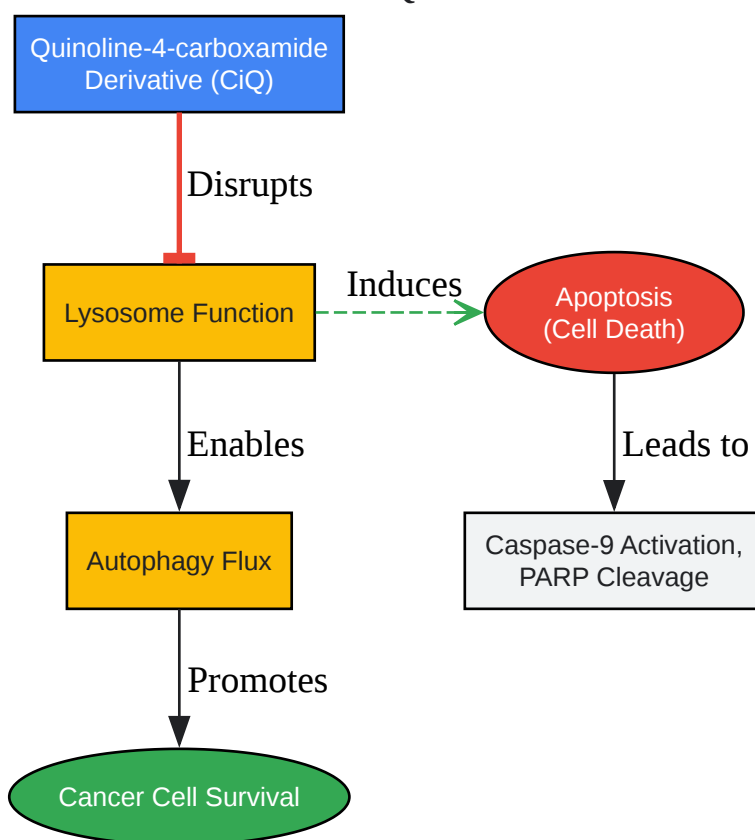 Quinoline-4-carboxamide
Derivative (CiQ)
Disrupts
Lysosome Function
Induces
Apoptosis
(Cell Death)
Enables
Leads to
Autophagy Flux
Caspase-9 Activation,
PARP Cleavage
Promotes
Cancer Cell Survival